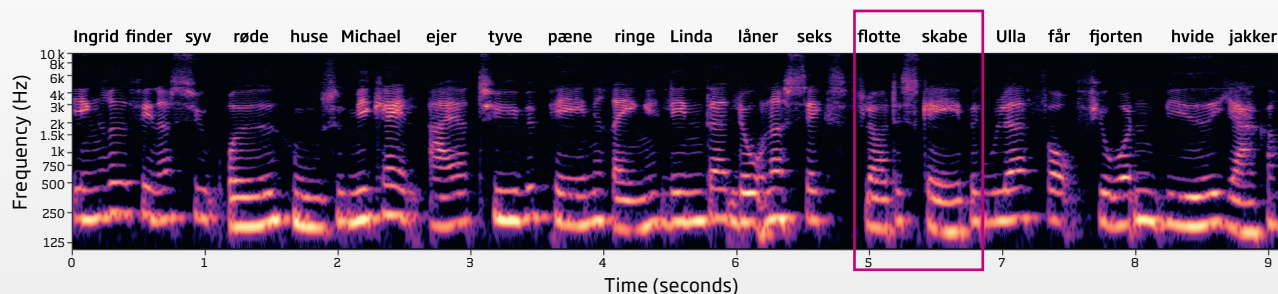 Ingrid finder syv røde huse Michael ejer tyve pæne ringe Linda låner seks flotte skabe Ulla får fjorten hvide jakker
Frequency (Hz)
10k
8k
6k
4k
3k
2k
1.5k
1k
750
500
250
125
0 1 2 3 4 5 6 7 8 9
Time (seconds)